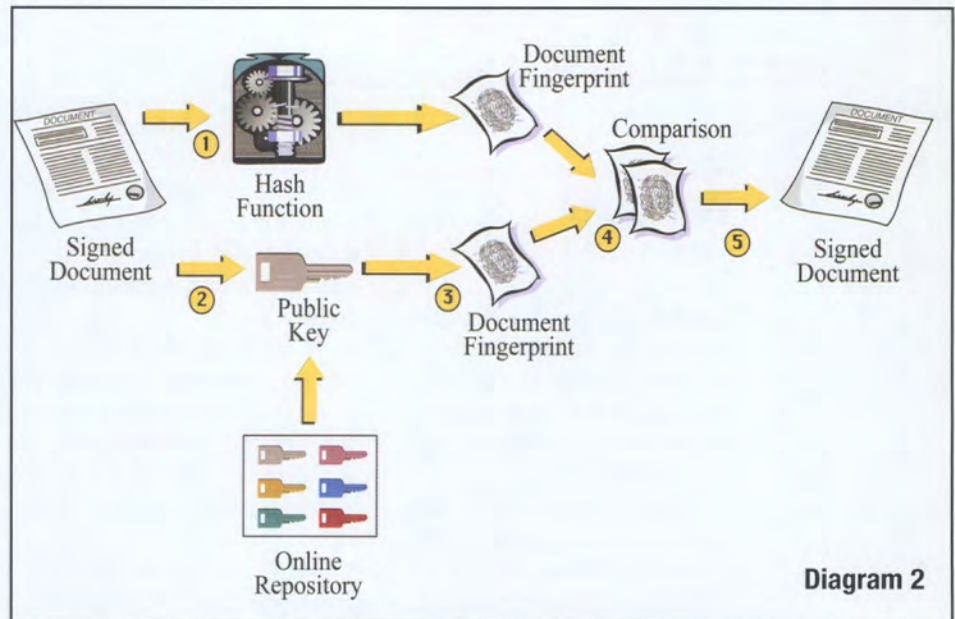 Document
Fingerprint
DOCUMENT
1
Hash
Function
Comparison
DOCUMENT
4
5
Signed
Document
2
Public
Key
3
Document
Fingerprint
Signed
Document
Online
Repository
Diagram 2